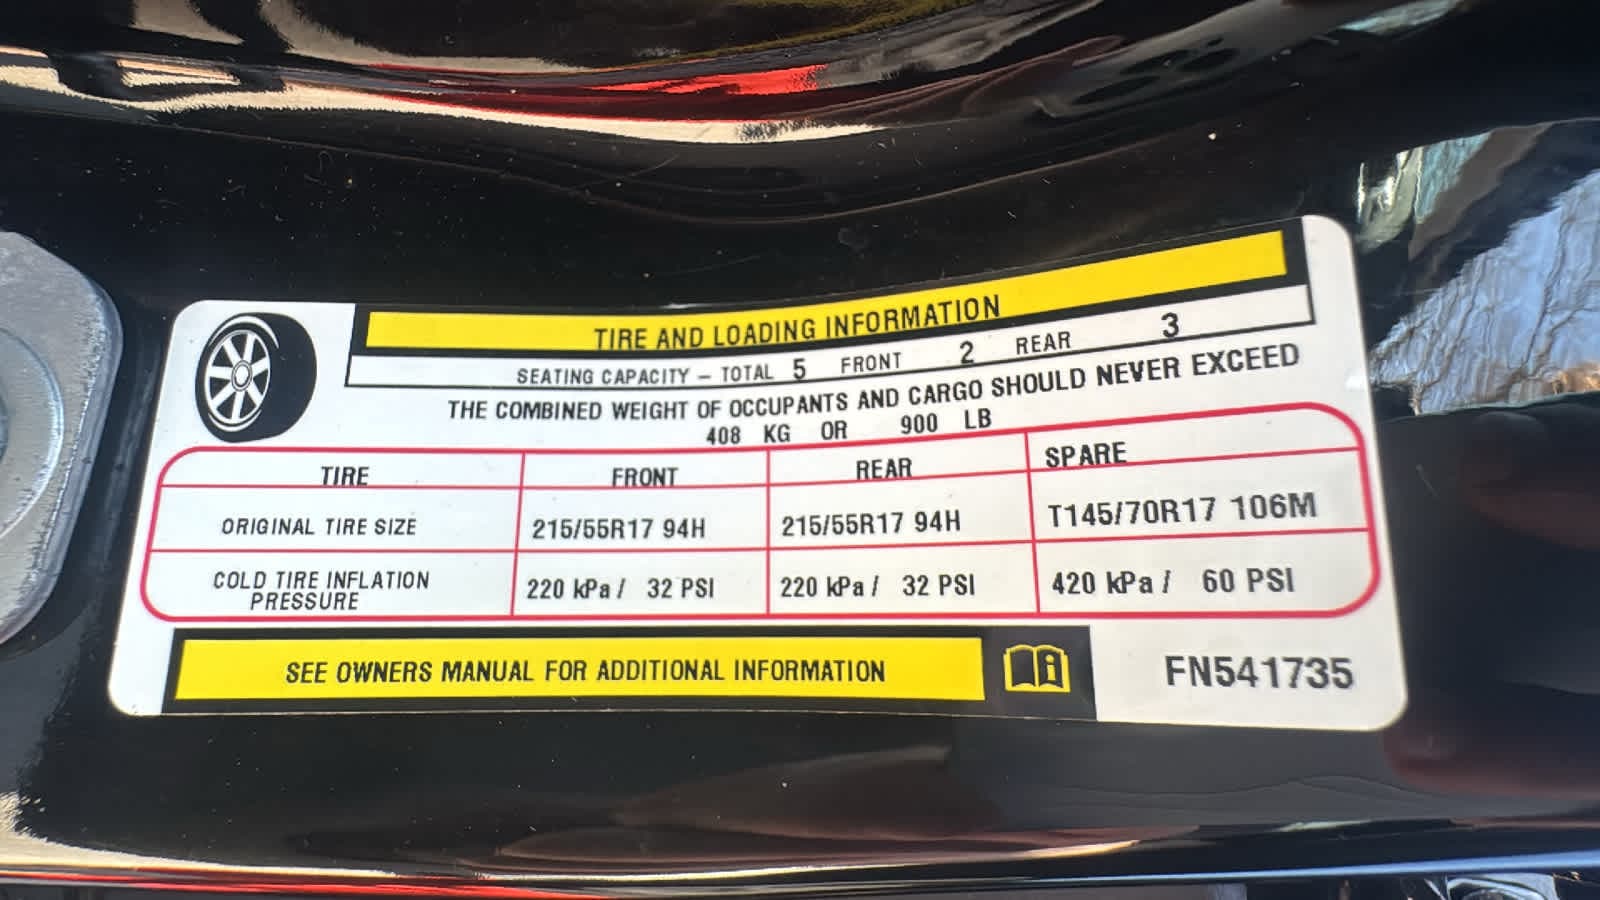 TIRE AND LOADING INFORMATION
SEATING CAPACITY – TOTAL 5 FRONT 2 REAR 3
THE COMBINED WEIGHT OF OCCUPANTS AND CARGO SHOULD NEVER EXCEED
408 KG OR 900 LB
TIRE FRONT REAR SPARE
ORIGINAL TIRE SIZE 215/55R17 94H 215/55R17 94H T145/70R17 106M
COLD TIRE INFLATION PRESSURE 220 kPa / 32 PSI 220 kPa / 32 PSI 420 kPa / 60 PSI
SEE OWNERS MANUAL FOR ADDITIONAL INFORMATION
FN541735